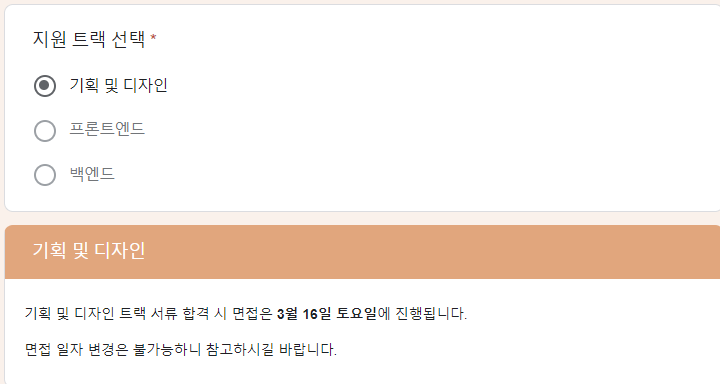 지원 트랙 선택 *
기획 및 디자인
프론트엔드
백엔드
기획 및 디자인
기획 및 디자인 트랙 서류 합격 시 면접은 3월 16일 토요일에 진행됩니다.
면접 일자 변경은 불가능하니 참고하시길 바랍니다.